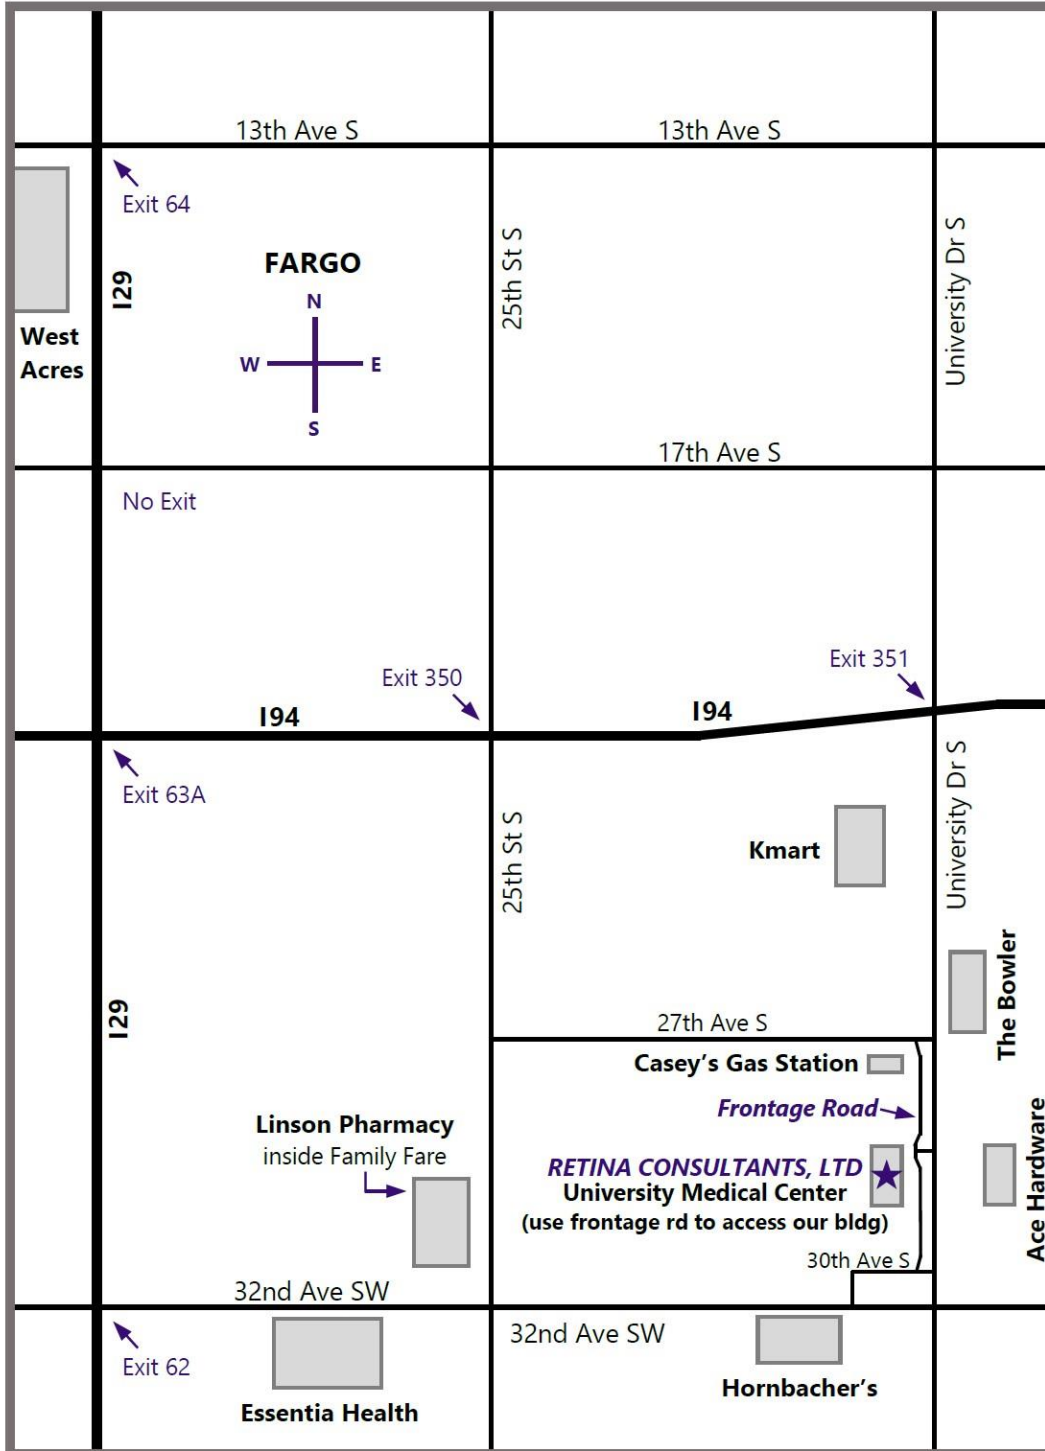 13th Ave S
13th Ave S
Exit 64
FARGO
N
W
E
S
I29
25th St S
University Dr S
West
Acres
17th Ave S
No Exit
Exit 351
Exit 350
I94
I94
Exit 63A
25th St S
University Dr S
Kmart
The Bowler
I29
27th Ave S
Casey's Gas Station
Frontage Road
Linson Pharmacy
inside Family Fare
RETINA CONSULTANTS, LTD
University Medical Center
(use frontage rd to access our bldg)
Ace Hardware
30th Ave S
32nd Ave SW
32nd Ave SW
Exit 62
Essentia Health
Hornbacher's